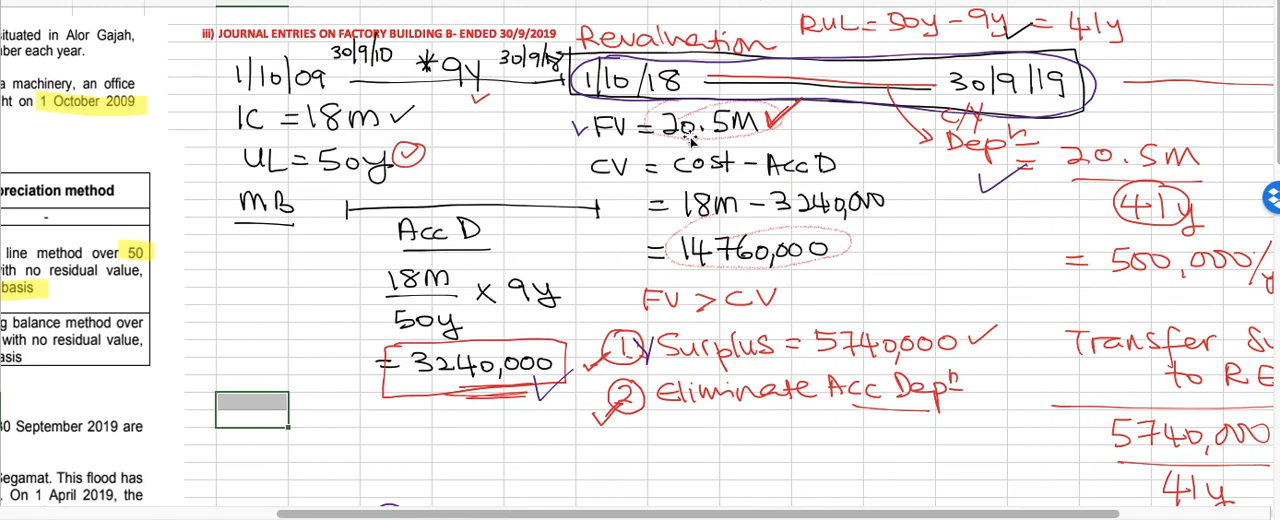 situated in Alor Gajah,
ber each year.
a machinery, an office
ht on 1 October 2009
preciation method
-
line method over 50
with no residual value,
basis
g balance method over
with no residual value,
asis
30 September 2019 are
Segamat. This flood has
. On 1 April 2019, the
iii) JOURNAL ENTRIES ON FACTORY BUILDING B- ENDED 30/9/2019
1/10/09 30/9/10 *9y 30/9/18
IC = 18m
UL = 50y
MB
Acc D
18M
50y
× 9y
= 3240,000
Revaluation
RUL = 50y - 9y = 41y
1/10/18 30/9/19
FV = 20.5M
CV = Cost - Acc D
= 18m - 3240,000
= 14760,000
FV > CV
1 Surplus = 5740,000
2 Eliminate Acc Depn
C/Y
Depn = 20.5M
41y
= 500,000/y
Transfer Su
to RE
5740,000
41y